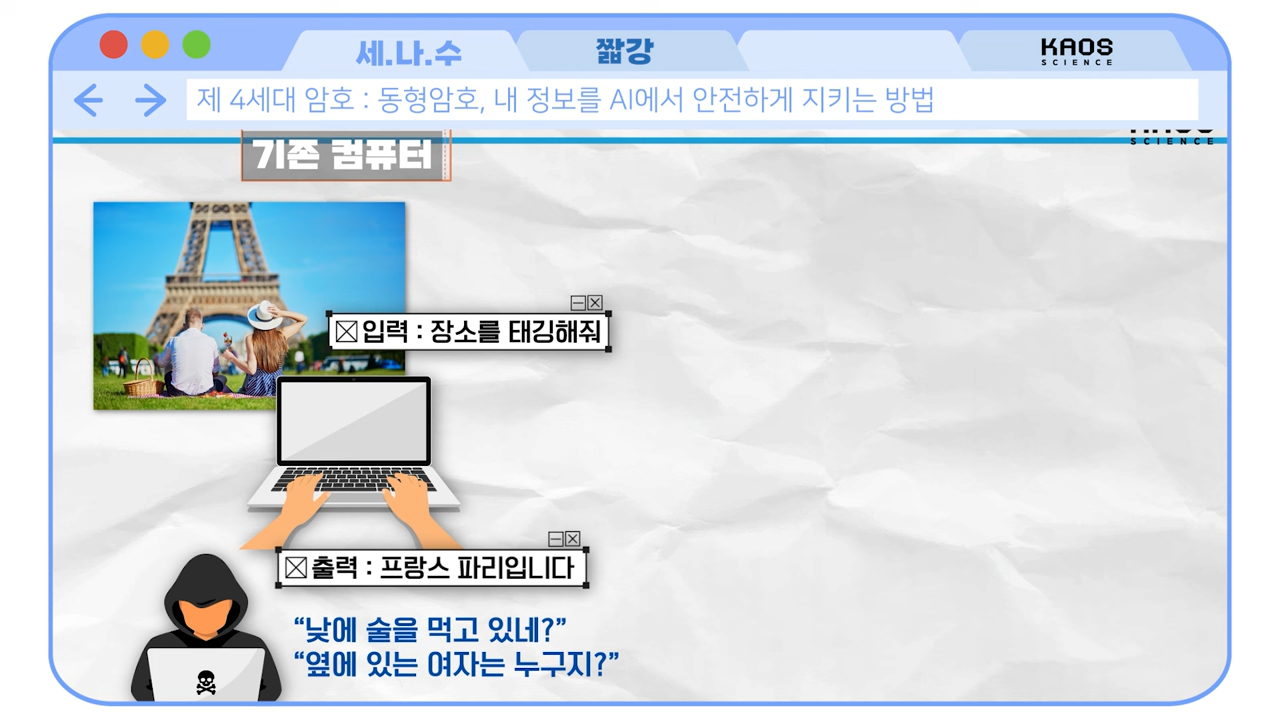 세.나.수
짧강
KAOS
SCIENCE
제 4세대 암호 : 동형암호, 내 정보를 AI에서 안전하게 지키는 방법
KAOS
SCIENCE
기존 컴퓨터
입력 : 장소를 태깅해줘
출력 : 프랑스 파리입니다
“낮에 술을 먹고 있네?”
“옆에 있는 여자는 누구지?”